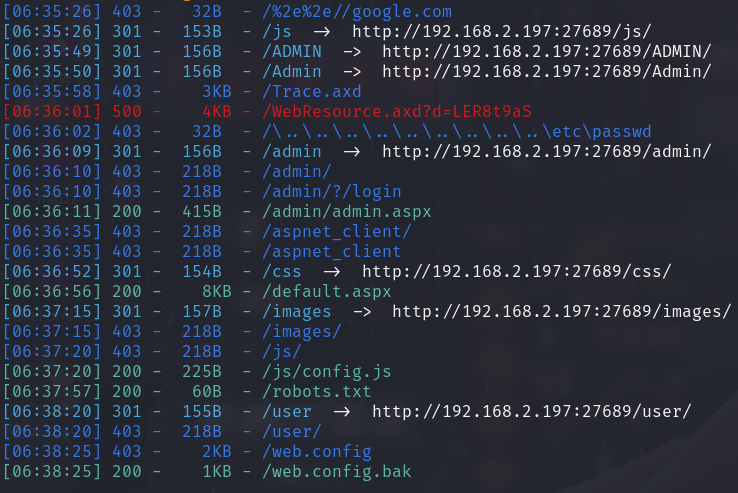 [06:35:26] 403 -   32B  - /%2e%2e//google.com
[06:35:26] 301 -  153B  - /js  ->  http://192.168.2.197:27689/js/
[06:35:49] 301 -  156B  - /ADMIN  ->  http://192.168.2.197:27689/ADMIN/
[06:35:50] 301 -  156B  - /Admin  ->  http://192.168.2.197:27689/Admin/
[06:35:58] 403 -    3KB - /Trace.axd
[06:36:01] 500 -    4KB - /WebResource.axd?d=LER8t9aS
[06:36:02] 403 -   32B  - /\..\..\..\..\..\..\..\..\..\etc\passwd
[06:36:09] 301 -  156B  - /admin  ->  http://192.168.2.197:27689/admin/
[06:36:10] 403 -  218B  - /admin/
[06:36:10] 403 -  218B  - /admin/?/login
[06:36:11] 200 -  415B  - /admin/admin.aspx
[06:36:35] 403 -  218B  - /aspnet_client/
[06:36:35] 403 -  218B  - /aspnet_client
[06:36:52] 301 -  154B  - /css  ->  http://192.168.2.197:27689/css/
[06:36:56] 200 -    8KB - /default.aspx
[06:37:15] 301 -  157B  - /images  ->  http://192.168.2.197:27689/images/
[06:37:15] 403 -  218B  - /images/
[06:37:20] 403 -  218B  - /js/
[06:37:20] 200 -  225B  - /js/config.js
[06:37:57] 200 -   60B  - /robots.txt
[06:38:20] 301 -  155B  - /user  ->  http://192.168.2.197:27689/user/
[06:38:20] 403 -  218B  - /user/
[06:38:25] 403 -    2KB - /web.config
[06:38:25] 200 -    1KB - /web.config.bak